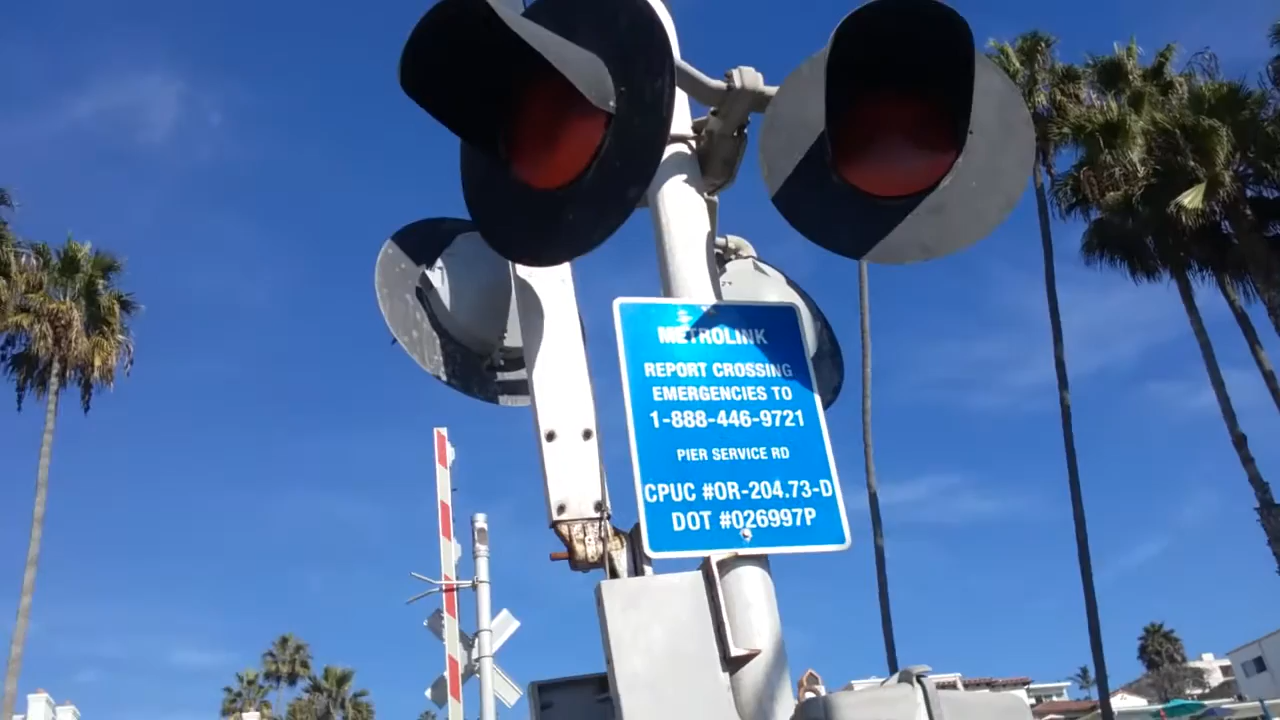 METROLINK
REPORT CROSSING
EMERGENCIES TO
1-888-446-9721
PIER SERVICE RD
CPUC #OR-204.73-D
DOT #026997P